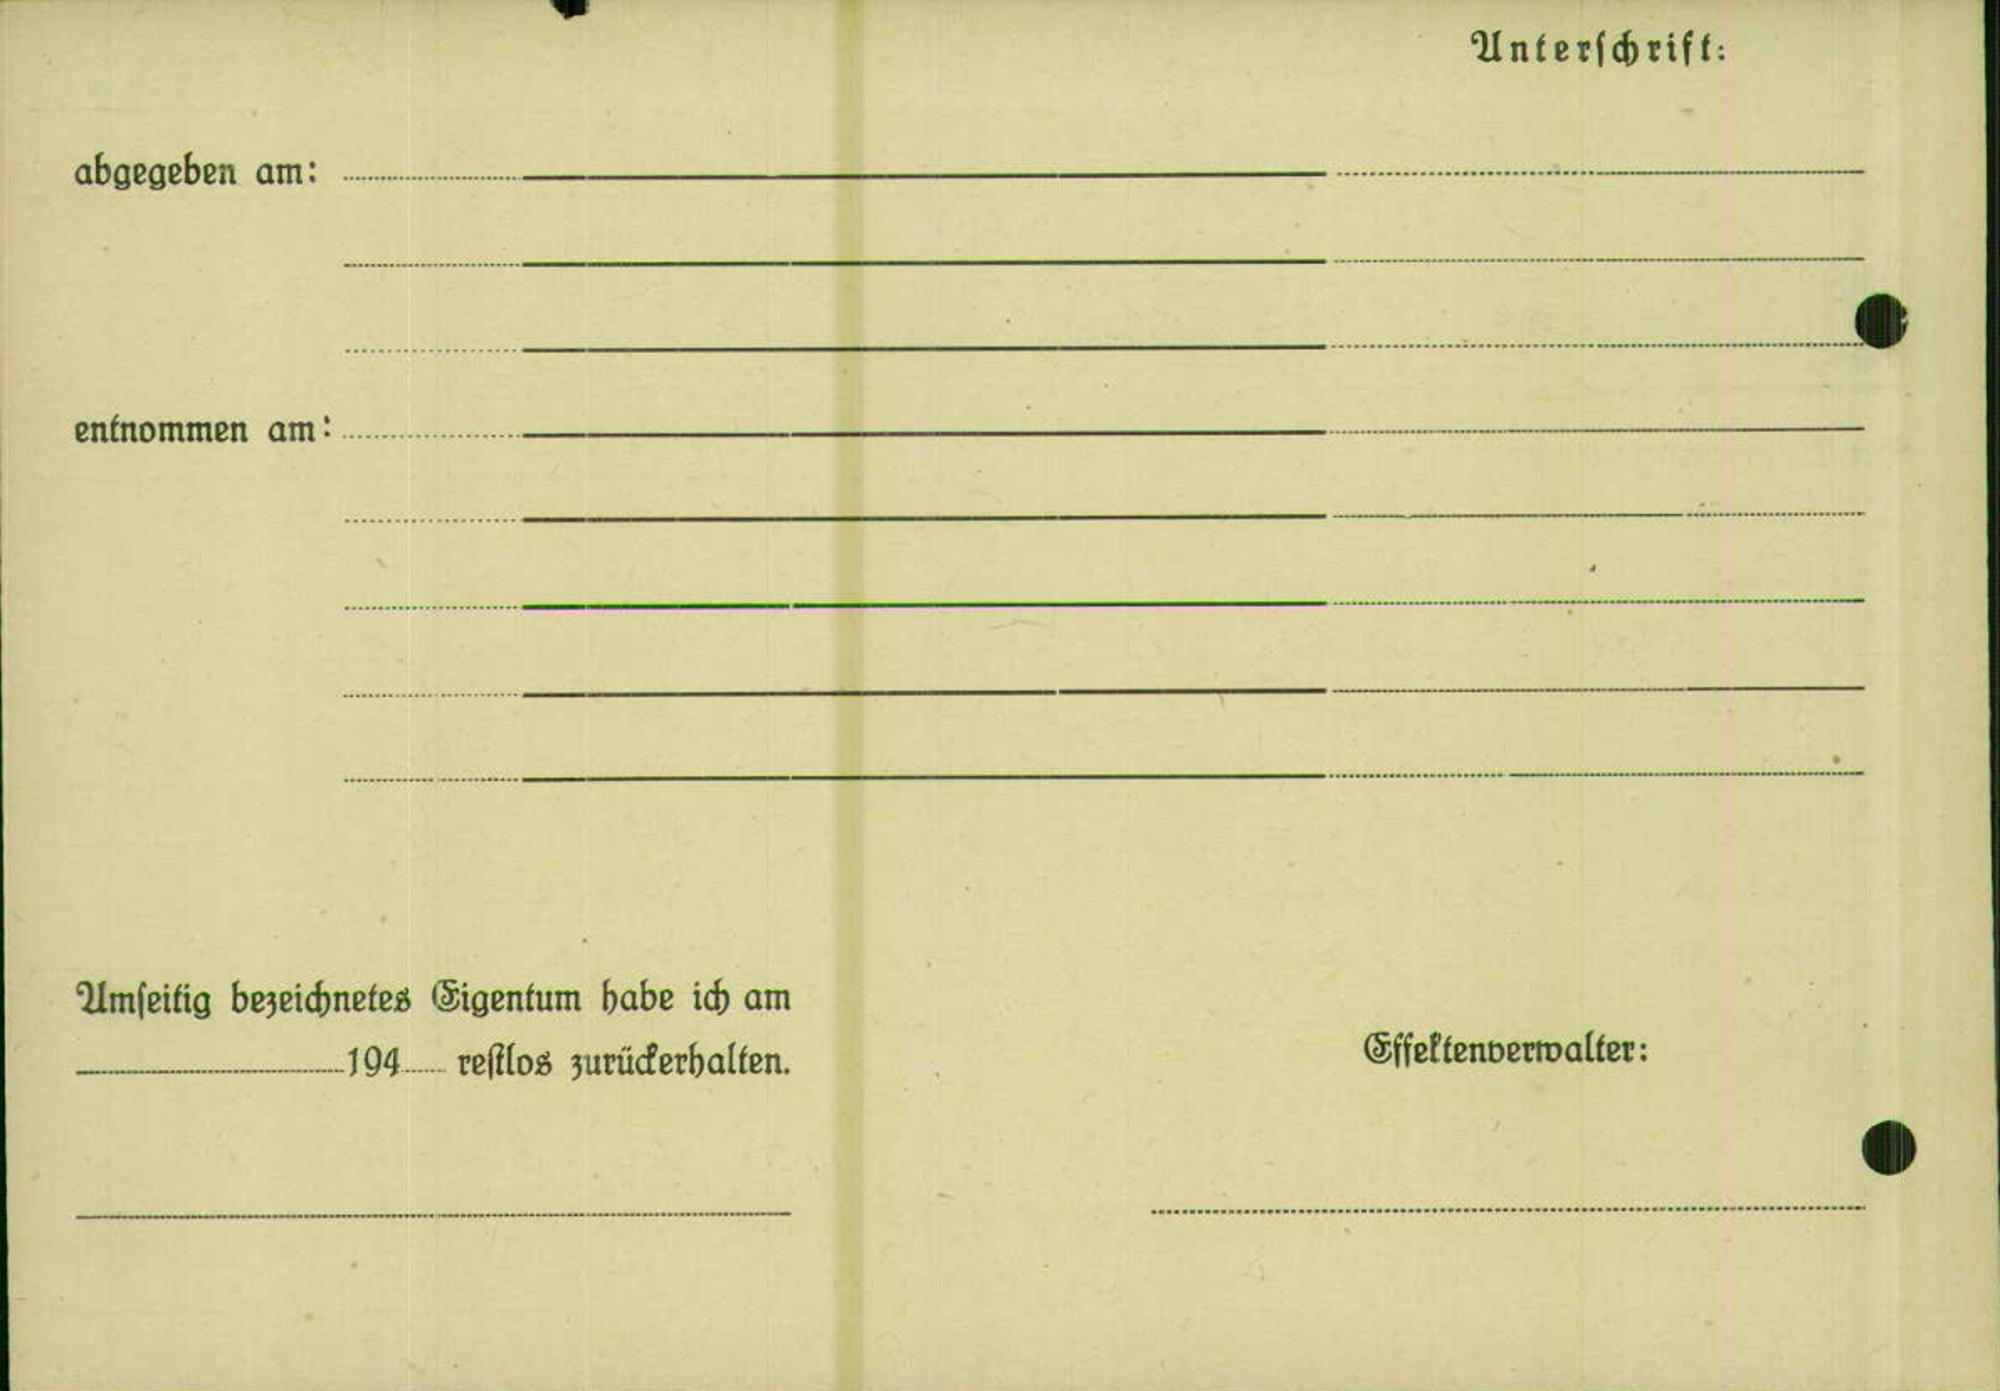 Unterschrift:
abgegeben am:
entnommen am:
Umseitig bezeichnetes Eigentum habe ich am
194 restlos zurückerhalten.
Effektenverwalter: